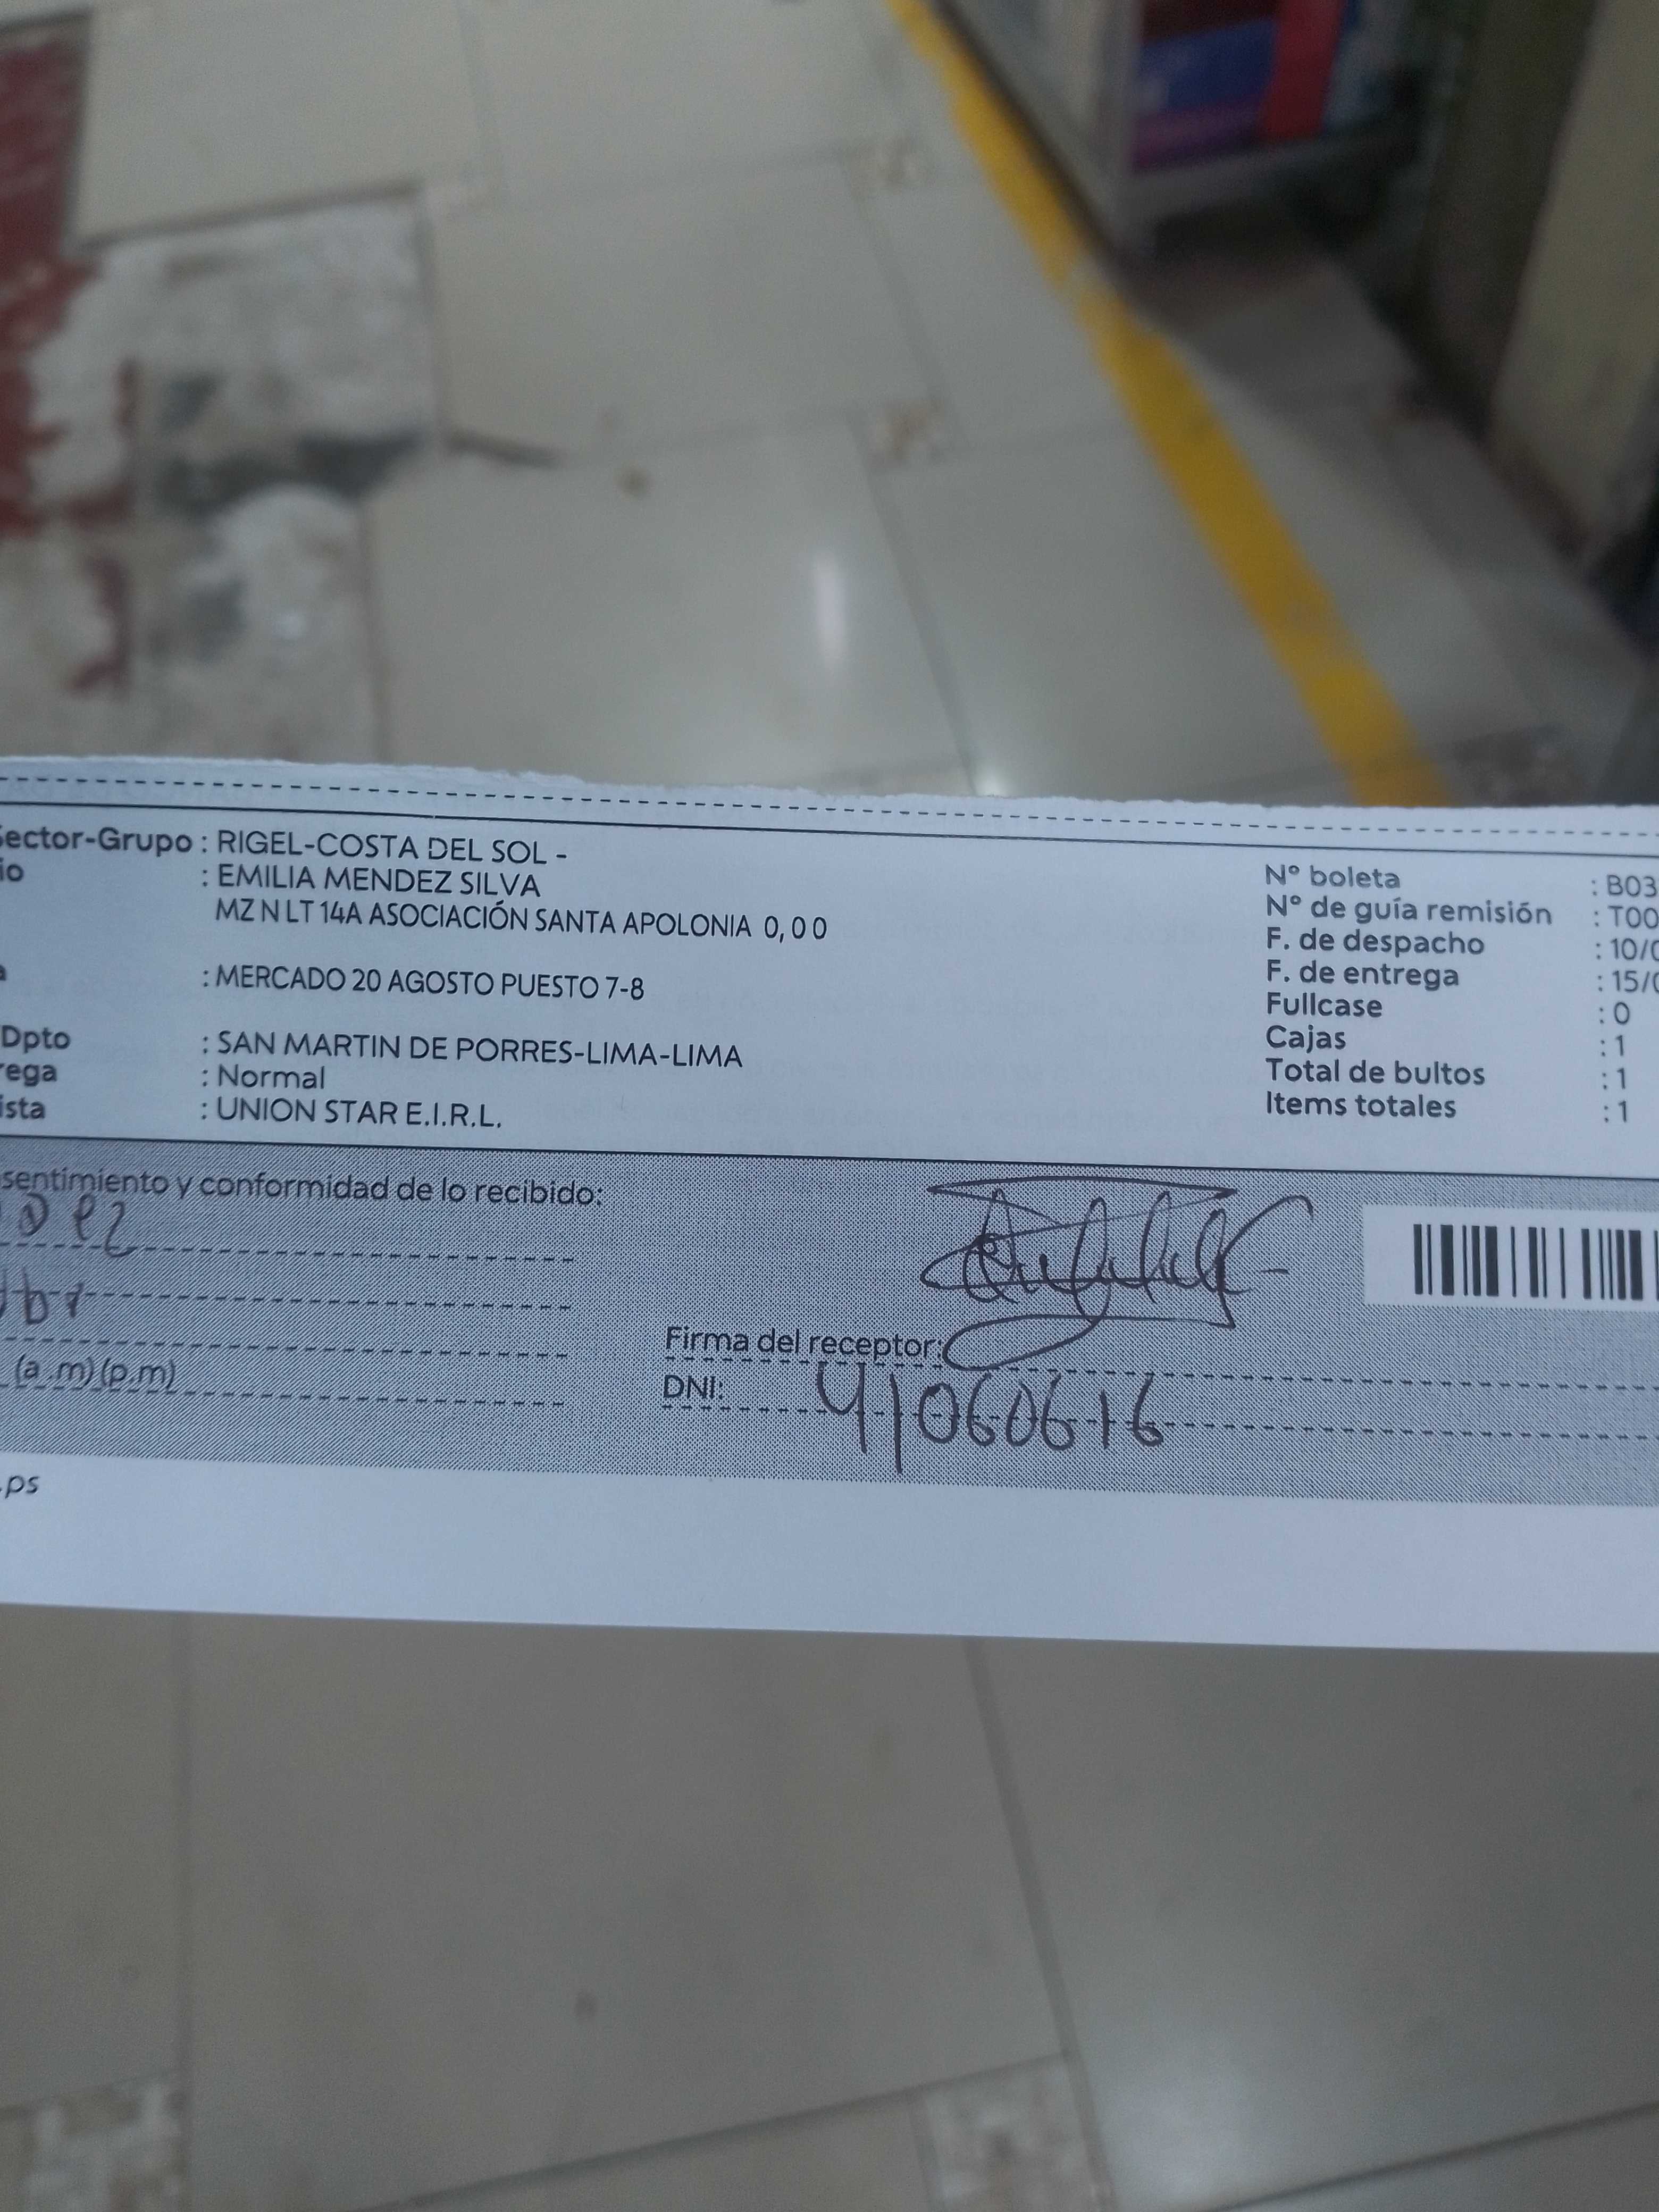 Sector-Grupo : RIGEL-COSTA DEL SOL -
io : EMILIA MENDEZ SILVA
MZ N LT 14A ASOCIACIÓN SANTA APOLONIA 0, 0 0
: MERCADO 20 AGOSTO PUESTO 7-8
Dpto : SAN MARTIN DE PORRES-LIMA-LIMA
rega : Normal
ista : UNION STAR E.I.R.L.
N° boleta : B03
N° de guía remisión : T00
F. de despacho : 10/0
F. de entrega : 15/0
Fullcase : 0
Cajas : 1
Total de bultos : 1
Items totales : 1
sentimiento y conformidad de lo recibido:
(a.m)(p.m)
Firma del receptor:
DNI: 41060616
.ps